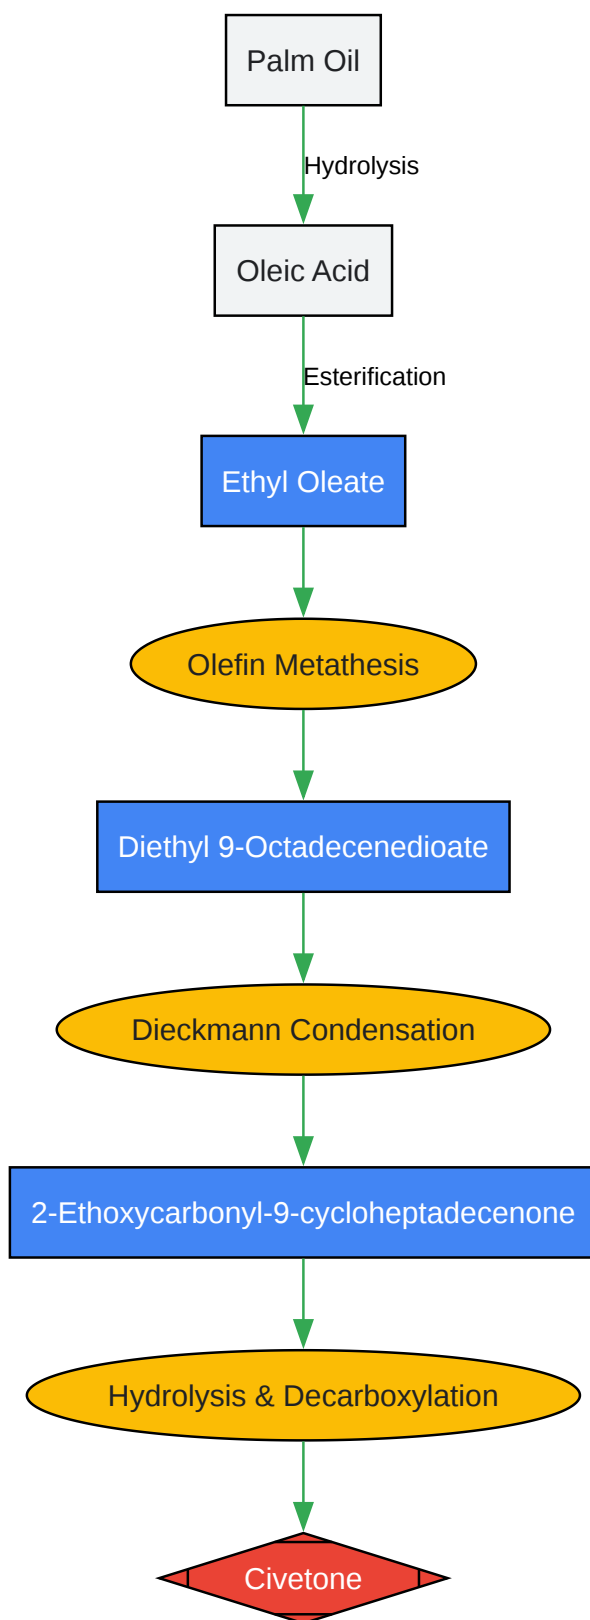 Palm Oil
Hydrolysis
Oleic Acid
Esterification
Ethyl Oleate
Olefin Metathesis
Diethyl 9-Octadecenedioate
Dieckmann Condensation
2-Ethoxycarbonyl-9-cycloheptadecenone
Hydrolysis & Decarboxylation
Civetone